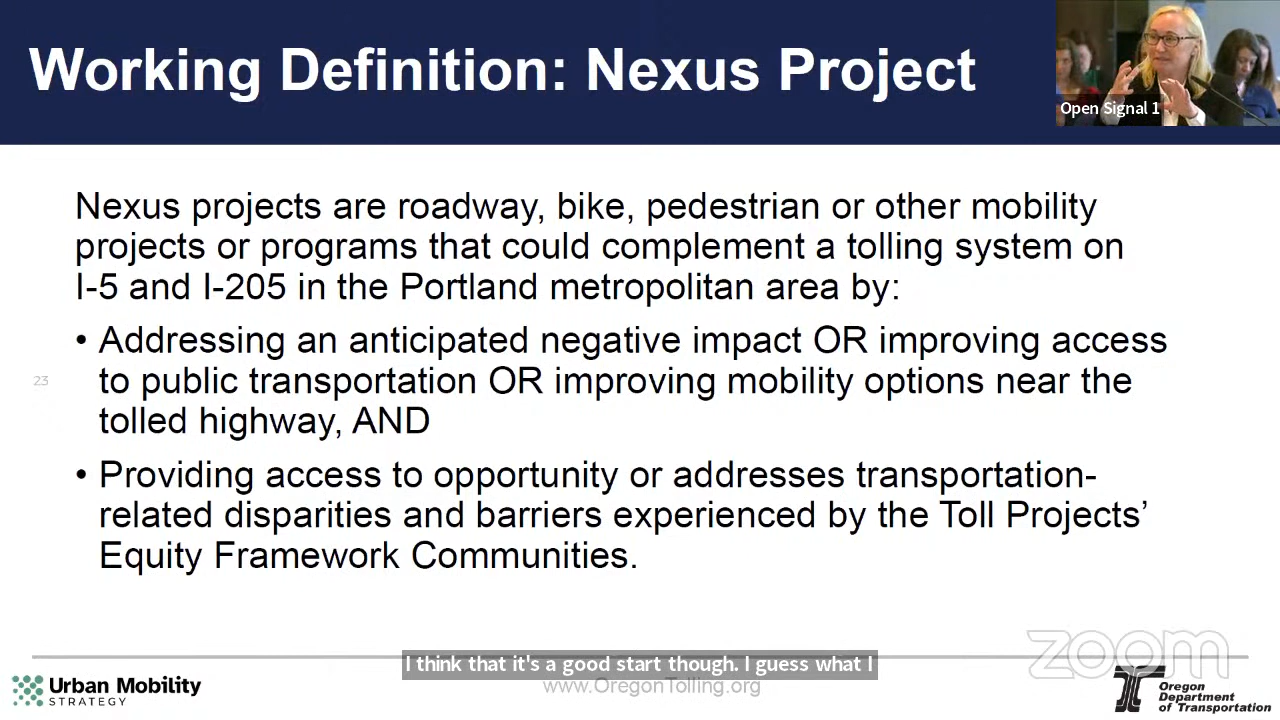 Working Definition: Nexus Project
Open Signal 1
Nexus projects are roadway, bike, pedestrian or other mobility
projects or programs that could complement a tolling system on
I-5 and I-205 in the Portland metropolitan area by:
• Addressing an anticipated negative impact OR improving access
to public transportation OR improving mobility options near the
tolled highway, AND
• Providing access to opportunity or addresses transportation-
related disparities and barriers experienced by the Toll Projects’
Equity Framework Communities.
23
zoom
I think that it's a good start though. I guess what I
www.OregonTolling.org
Urban Mobility
STRATEGY
Oregon
Department
of Transportation